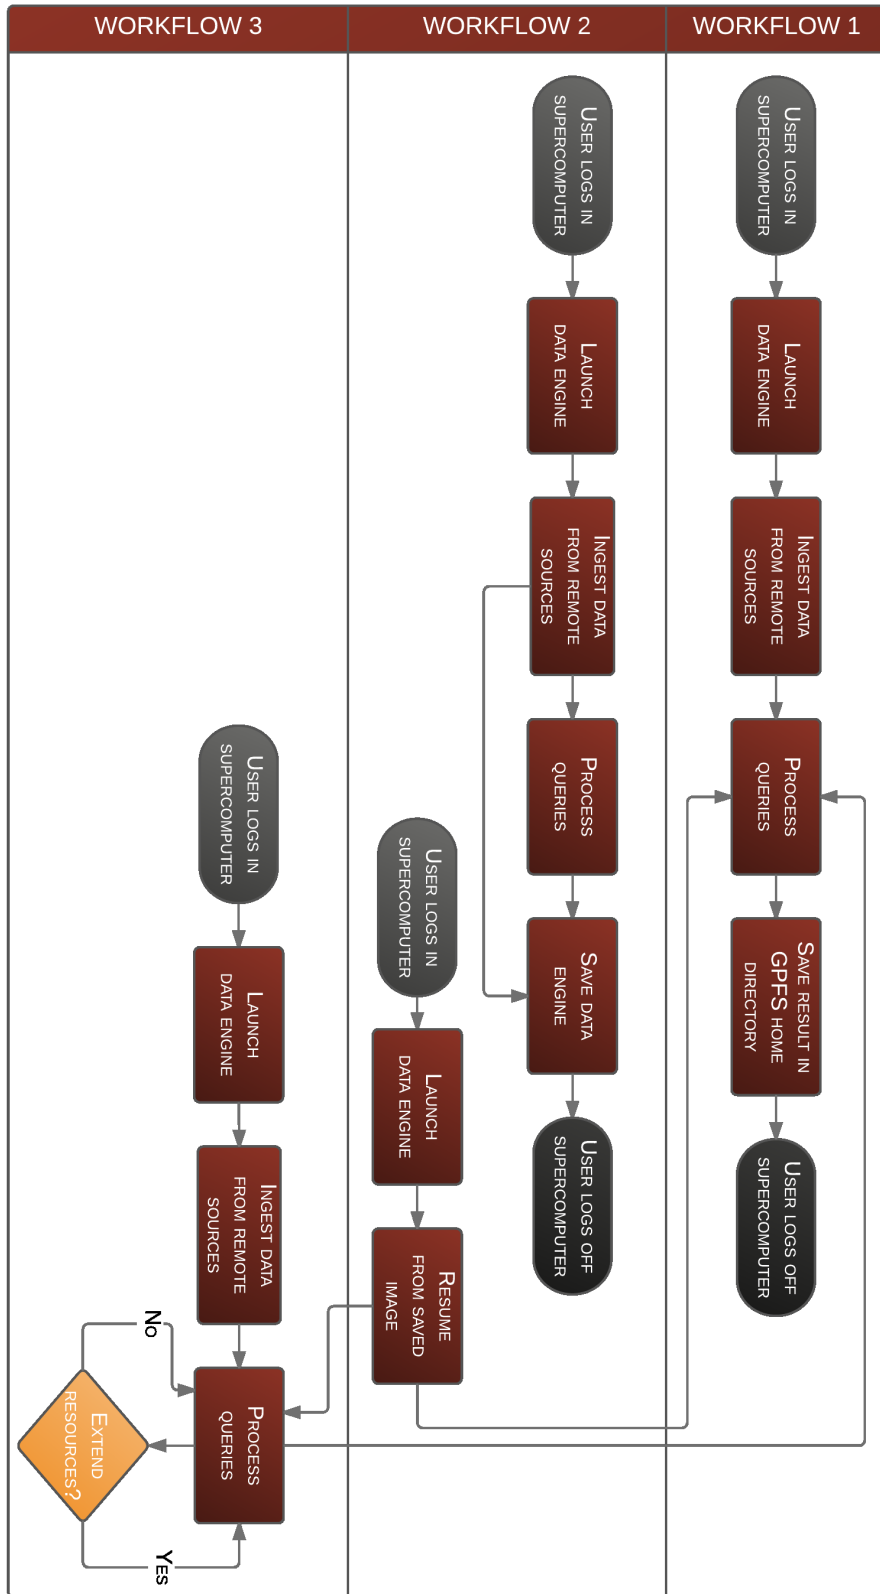 WORKFLOW 3
WORKFLOW 2
WORKFLOW 1
USER LOGS IN
SUPERCOMPUTER
LAUNCH
DATA ENGINE
INGEST DATA
FROM REMOTE
SOURCES
PROCESS
QUERIES
SAVE RESULT IN
GPFS HOME
DIRECTORY
USER LOGS OFF
SUPERCOMPUTER
USER LOGS IN
SUPERCOMPUTER
LAUNCH
DATA ENGINE
INGEST DATA
FROM REMOTE
SOURCES
PROCESS
QUERIES
SAVE DATA
ENGINE
USER LOGS OFF
SUPERCOMPUTER
USER LOGS IN
SUPERCOMPUTER
LAUNCH
DATA ENGINE
RESUME
FROM SAVED
IMAGE
USER LOGS IN
SUPERCOMPUTER
LAUNCH
DATA ENGINE
INGEST DATA
FROM REMOTE
SOURCES
PROCESS
QUERIES
NO
EXTEND
RESOURCES?
YES